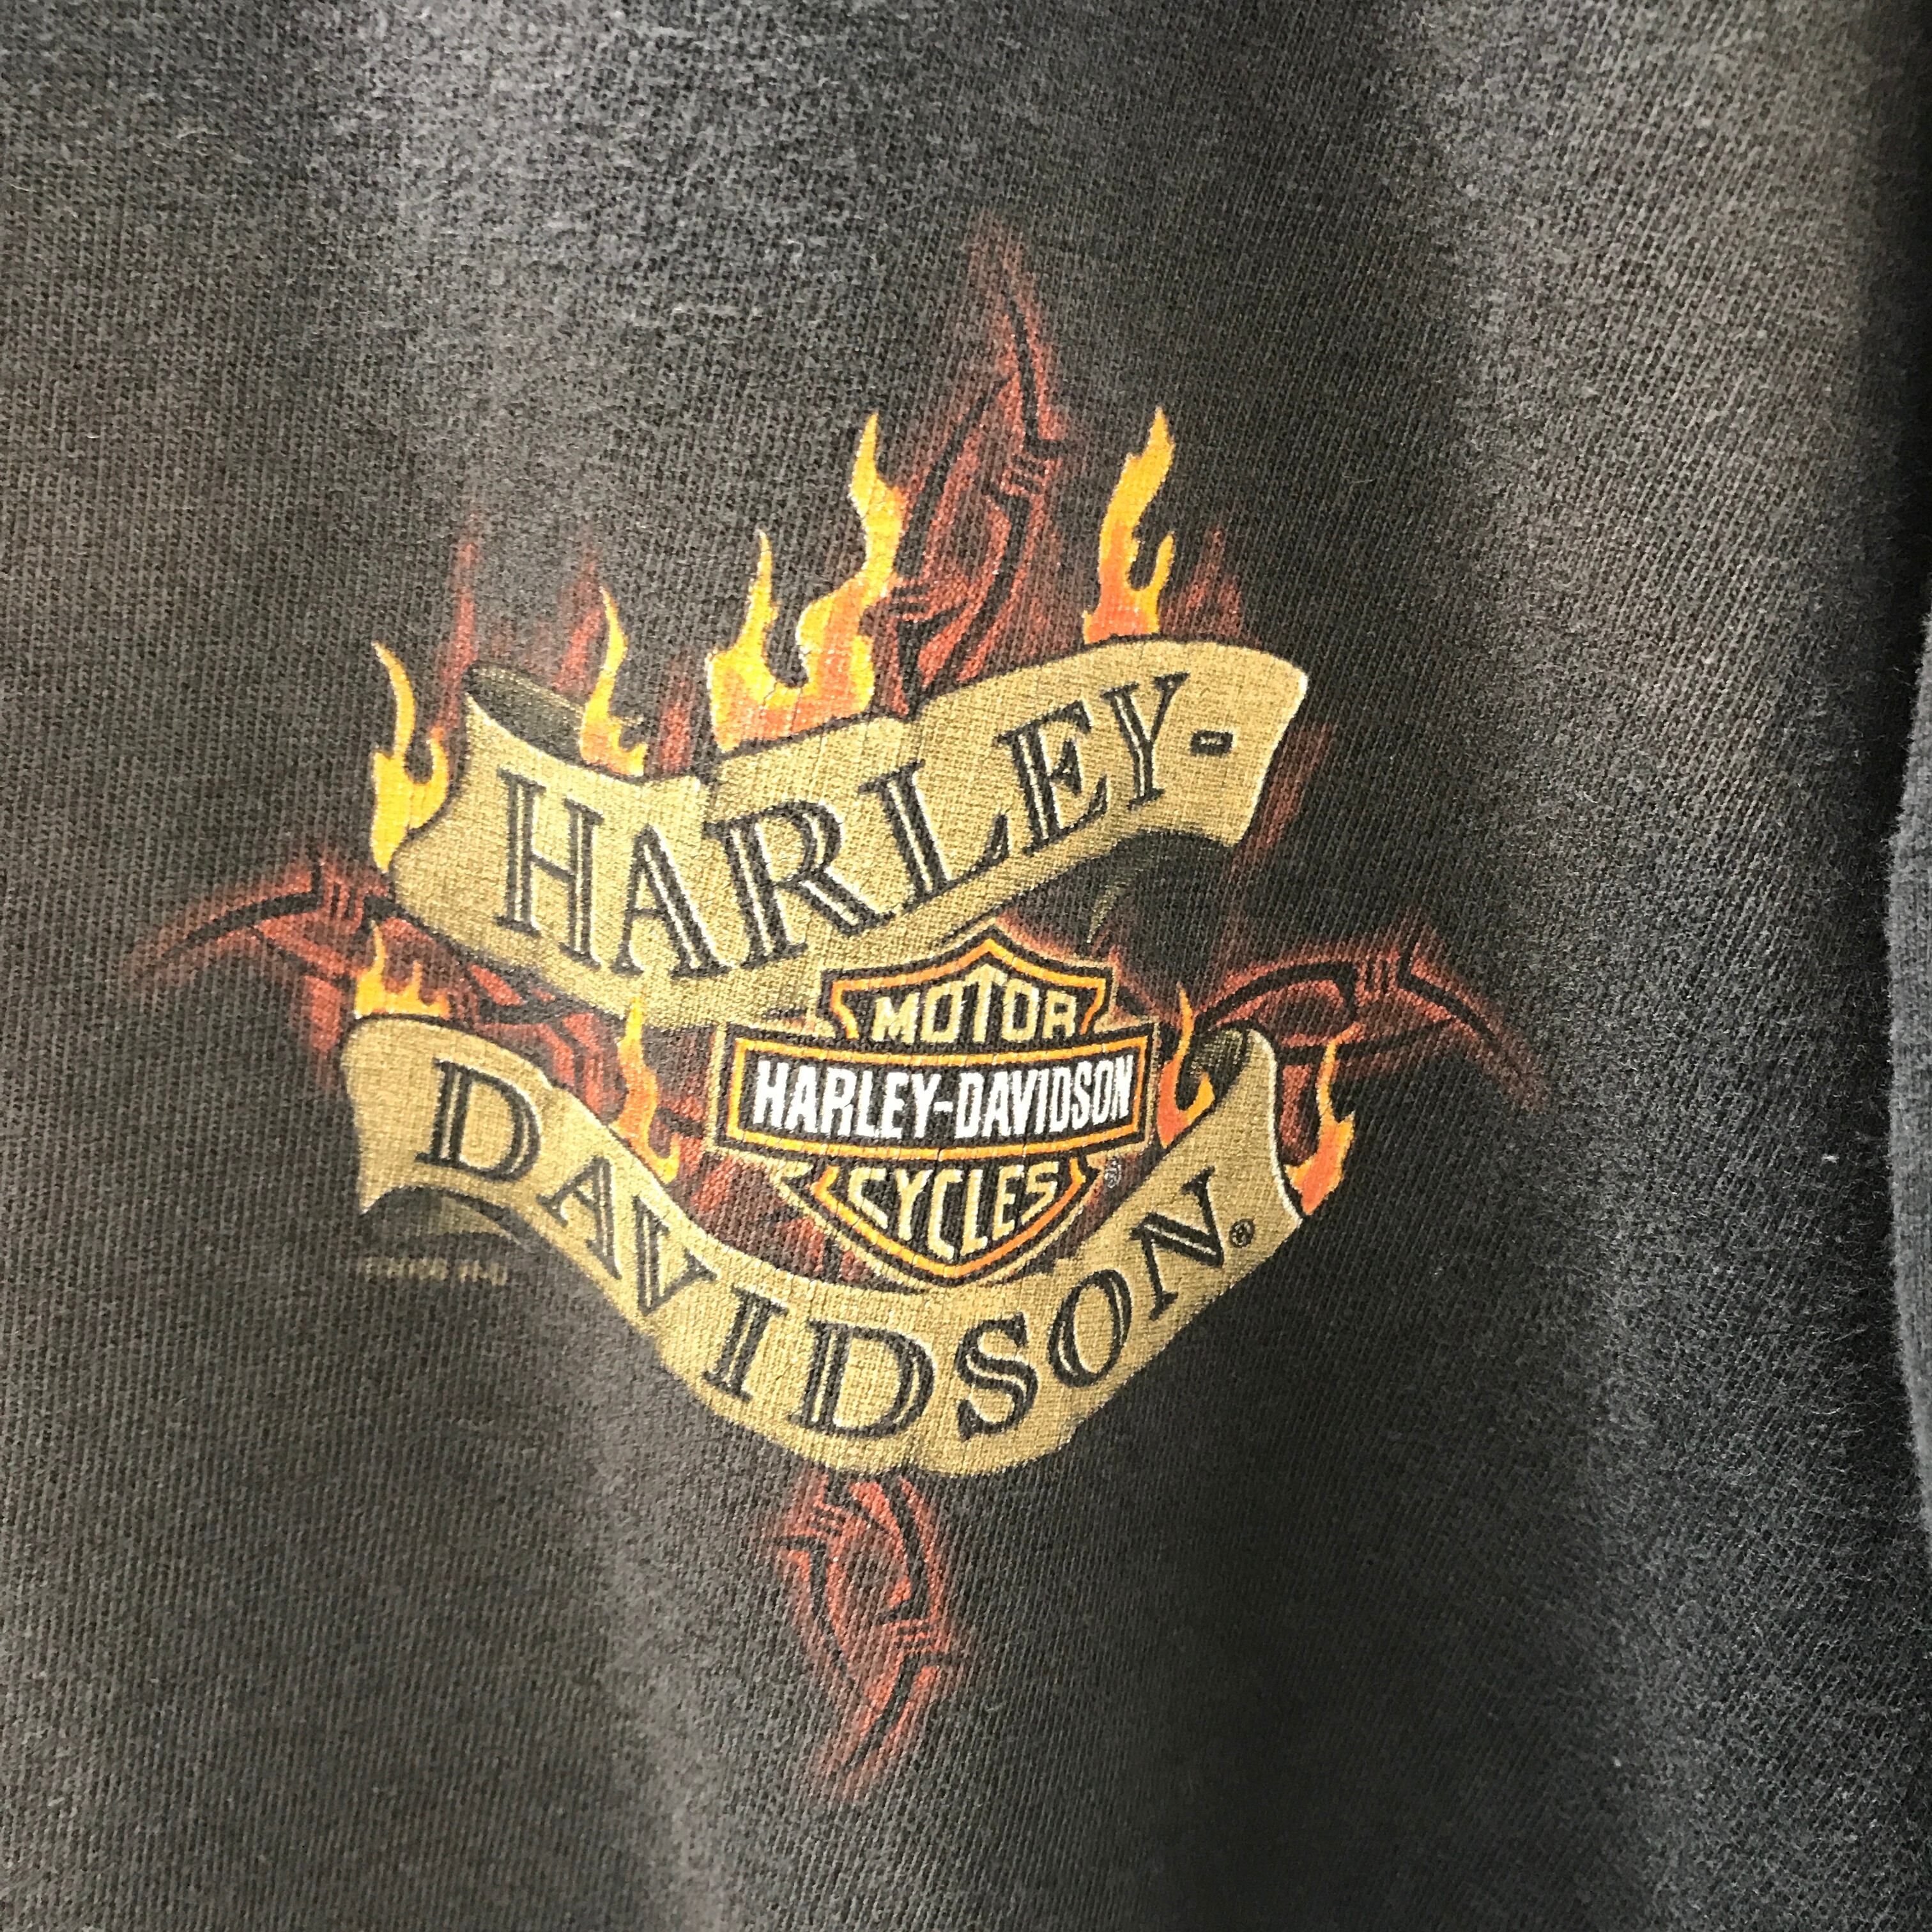 HARLEY-
MOTOR
HARLEY-DAVIDSON
CYCLES
®
DAVIDSON®